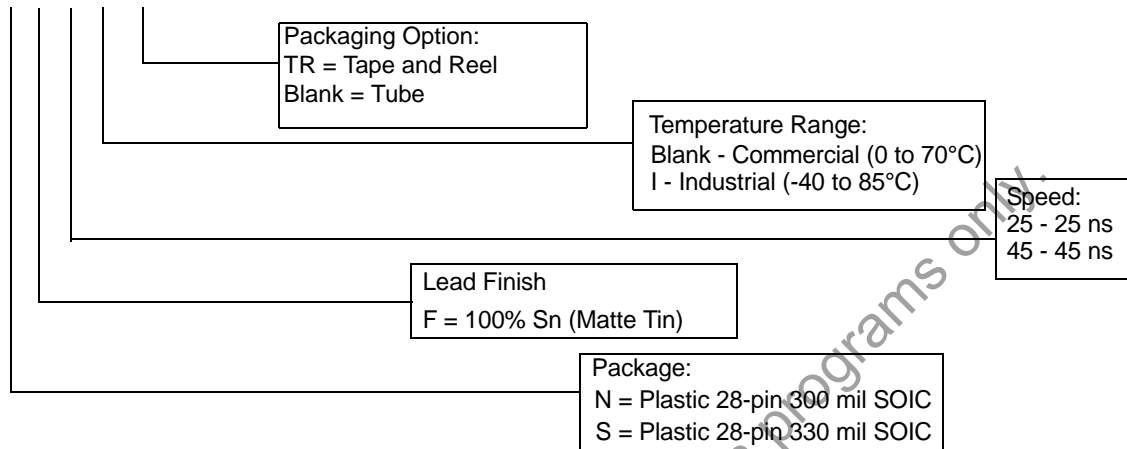 Packaging Option:
TR = Tape and Reel
Blank = Tube
Temperature Range:
Blank - Commercial (0 to 70°C)
I - Industrial (-40 to 85°C)
Speed:
25 - 25 ns
45 - 45 ns
Lead Finish
F = 100% Sn (Matte Tin)
Package:
N = Plastic 28-pin 300 mil SOIC
S = Plastic 28-pin 330 mil SOIC
programs only.